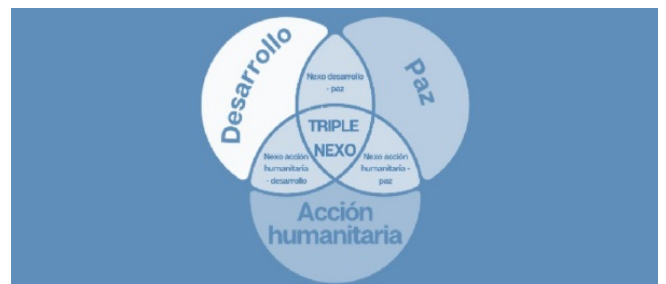 Desarrollo
Paz
Nexo desarrollo
- paz
TRIPLE
NEXO
Nexo acción
humanitaria
- desarrollo
Nexo acción
humanitaria -
paz
Acción
humanitaria